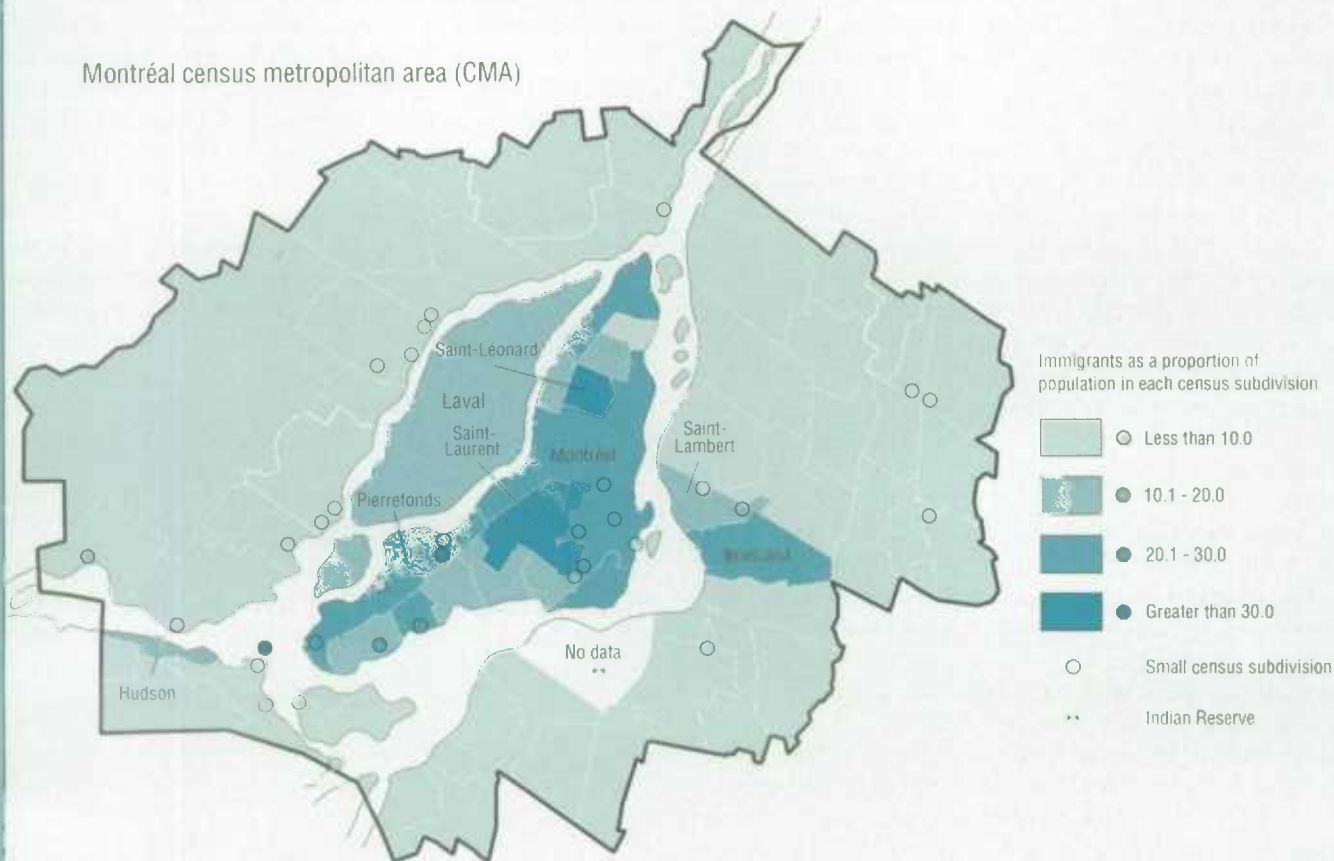 Montréal census metropolitan area (CMA)
Saint-Léonard
Laval
Saint-
Laurent
Montréal
Saint-
Lambert
Pierrefonds
No data
**
Hudson
Immigrants as a proportion of
population in each census subdivision
Less than 10.0
10.1 - 20.0
20.1 - 30.0
Greater than 30.0
Small census subdivision
** Indian Reserve